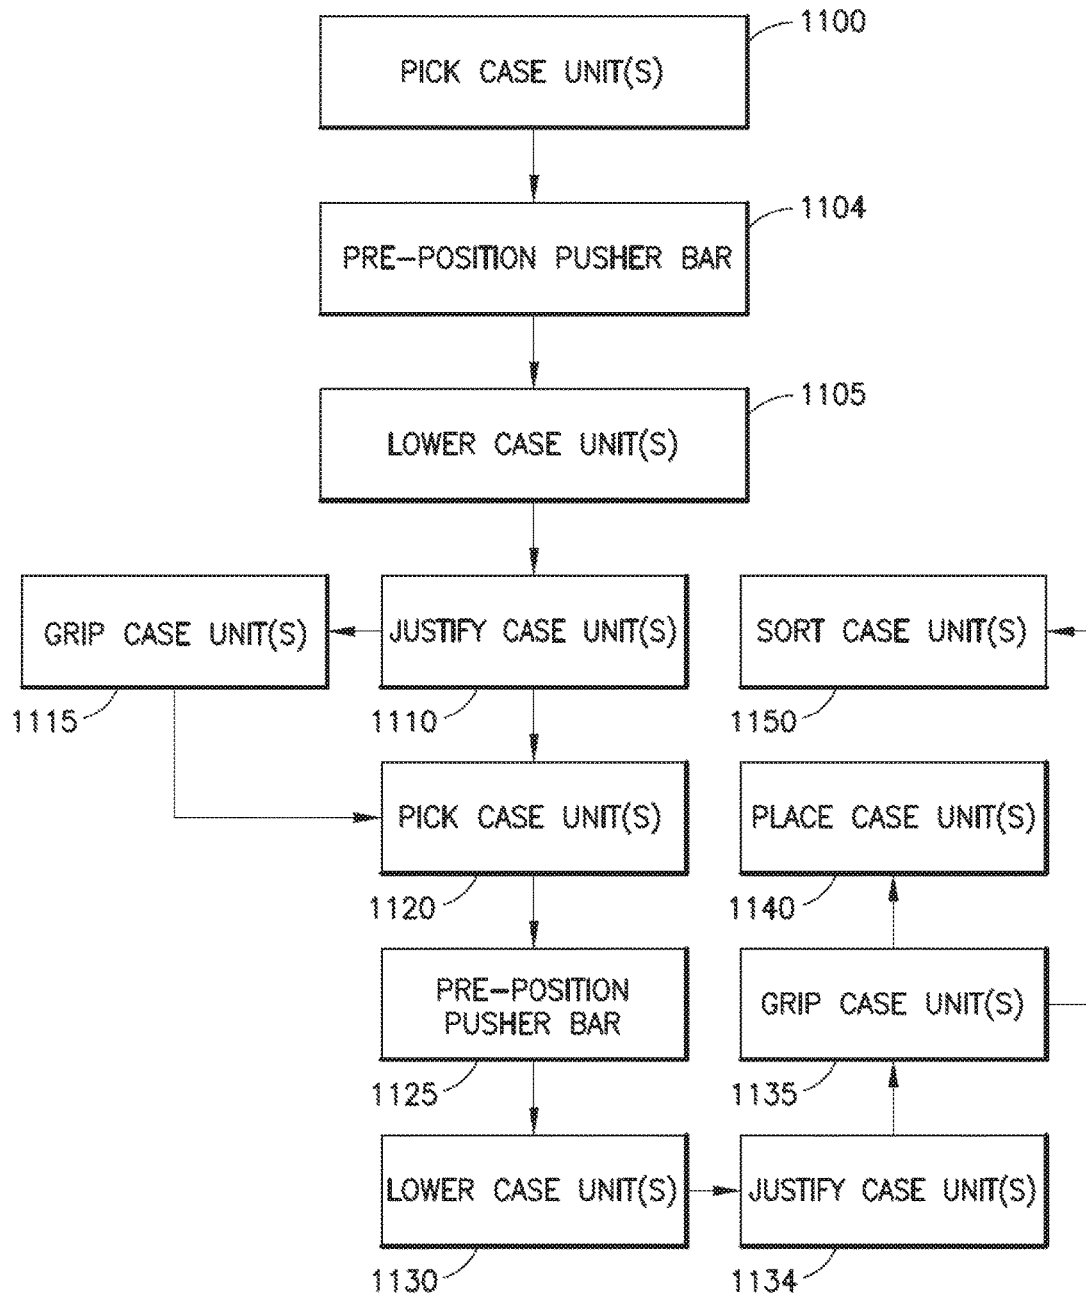 1100
PICK CASE UNIT(S)
1104
PRE-POSITION PUSHER BAR
1105
LOWER CASE UNIT(S)
GRIP CASE UNIT(S)
JUSTIFY CASE UNIT(S)
SORT CASE UNIT(S)
1115
1110
1150
PICK CASE UNIT(S)
PLACE CASE UNIT(S)
1120
1140
PRE-POSITION
PUSHER BAR
GRIP CASE UNIT(S)
1125
1135
LOWER CASE UNIT(S)
JUSTIFY CASE UNIT(S)
1130
1134